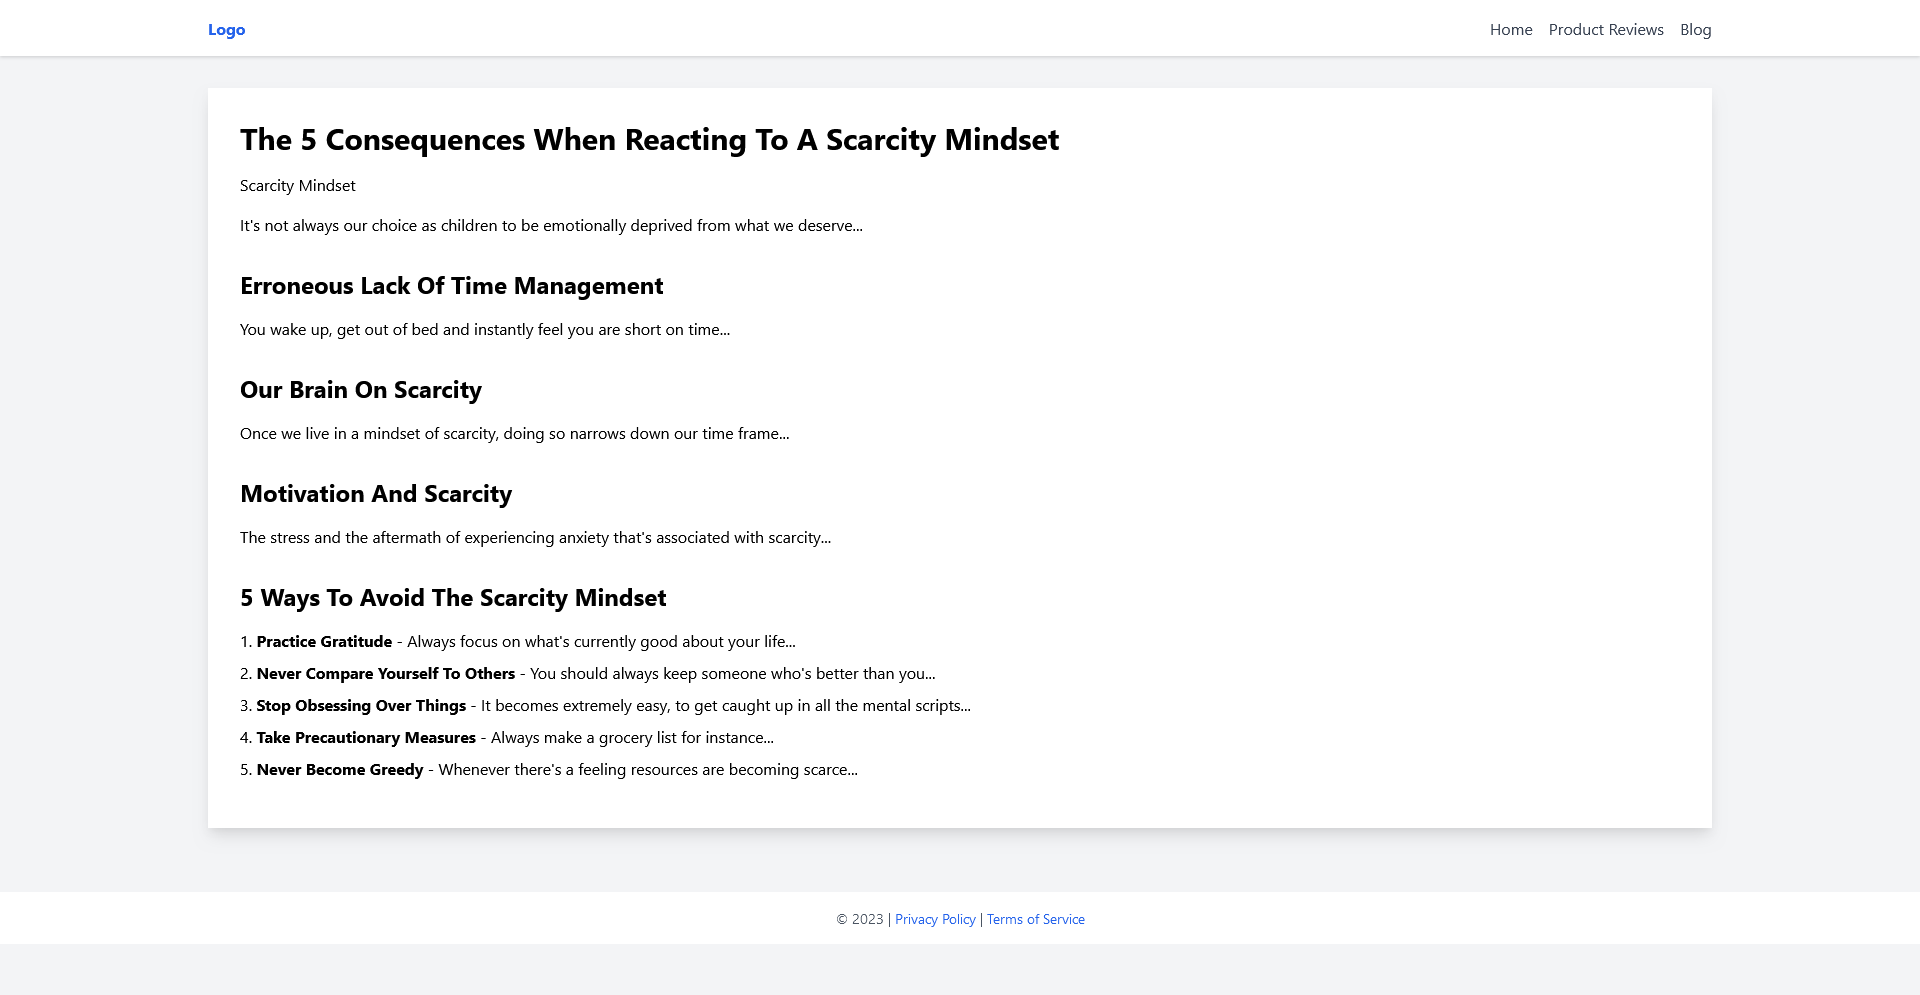 Logo
Home Product Reviews Blog
The 5 Consequences When Reacting To A Scarcity Mindset
Scarcity Mindset
It's not always our choice as children to be emotionally deprived from what we deserve...
Erroneous Lack Of Time Management
You wake up, get out of bed and instantly feel you are short on time...
Our Brain On Scarcity
Once we live in a mindset of scarcity, doing so narrows down our time frame...
Motivation And Scarcity
The stress and the aftermath of experiencing anxiety that's associated with scarcity...
5 Ways To Avoid The Scarcity Mindset
1. Practice Gratitude - Always focus on what's currently good about your life...
2. Never Compare Yourself To Others - You should always keep someone who's better than you...
3. Stop Obsessing Over Things - It becomes extremely easy, to get caught up in all the mental scripts...
4. Take Precautionary Measures - Always make a grocery list for instance...
5. Never Become Greedy - Whenever there's a feeling resources are becoming scarce...
© 2023 | Privacy Policy | Terms of Service